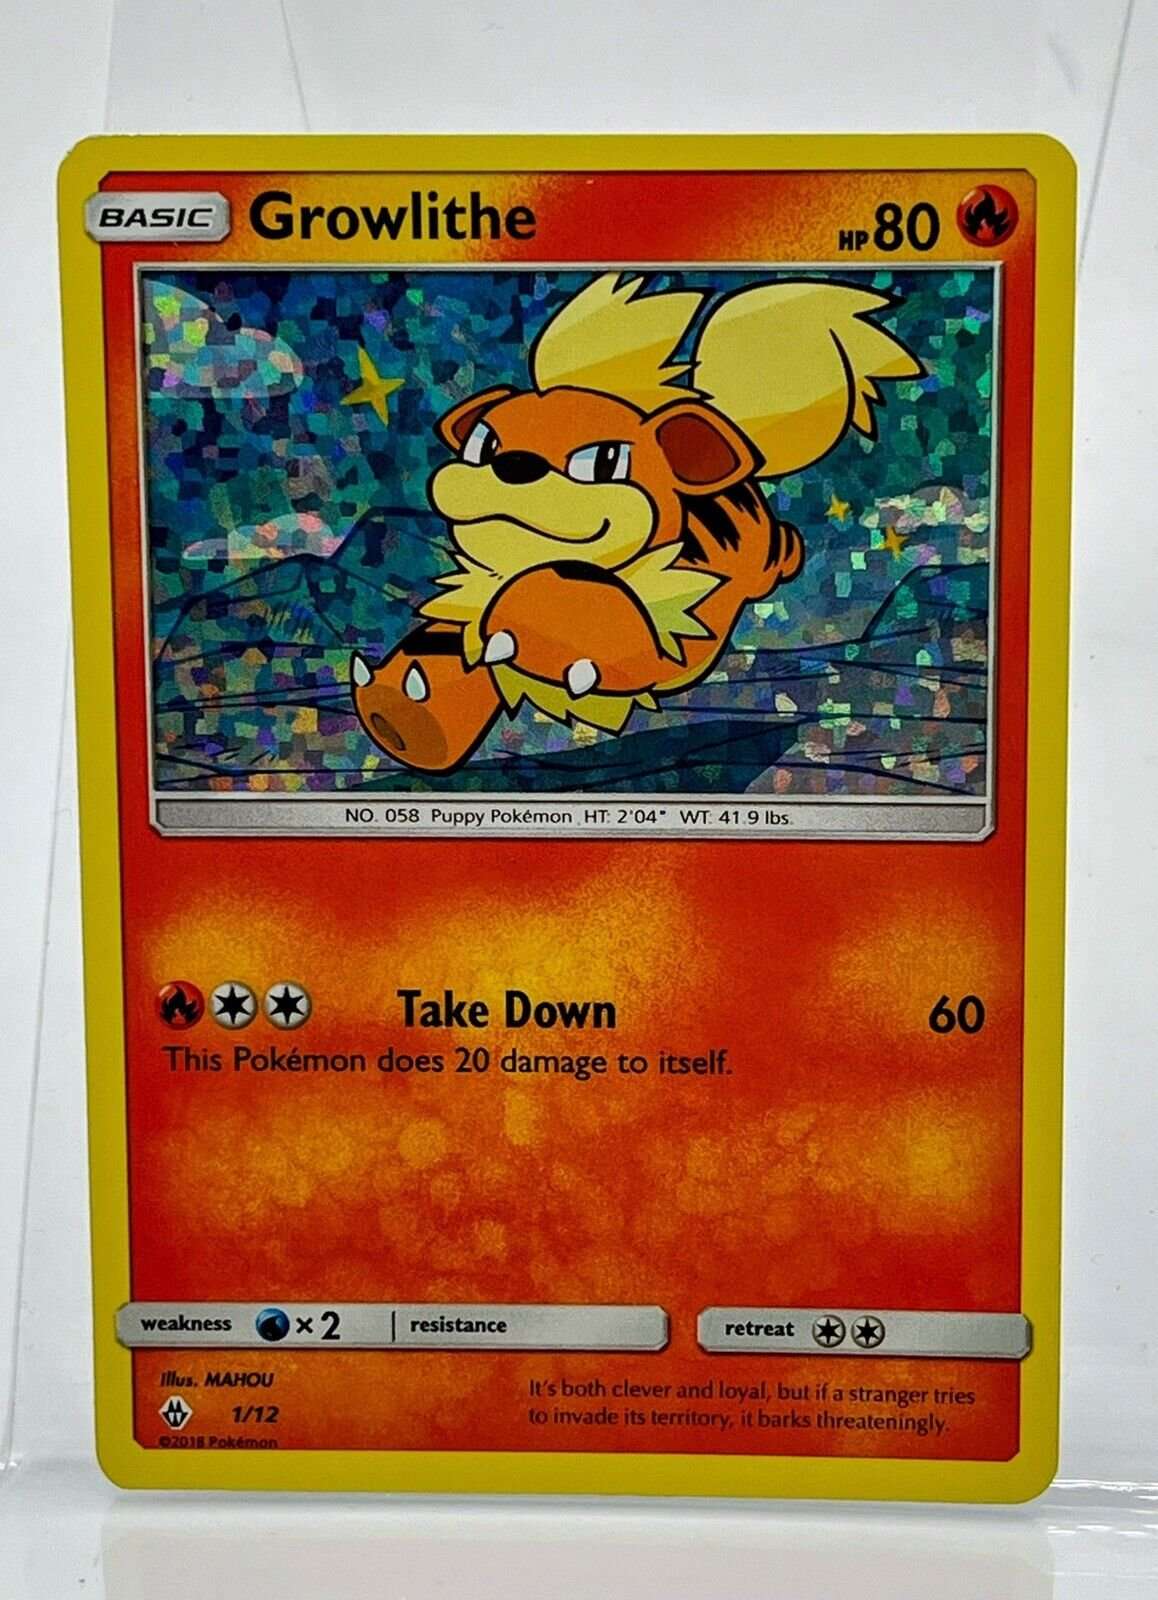 BASIC Growlithe HP 80
NO. 058 Puppy Pokémon HT: 2'04" WT: 41.9 lbs.
Take Down 60
This Pokémon does 20 damage to itself.
weakness ×2 resistance retreat
Illus. MAHOU
1/12
©2018 Pokémon
It's both clever and loyal, but if a stranger tries
to invade its territory, it barks threateningly.